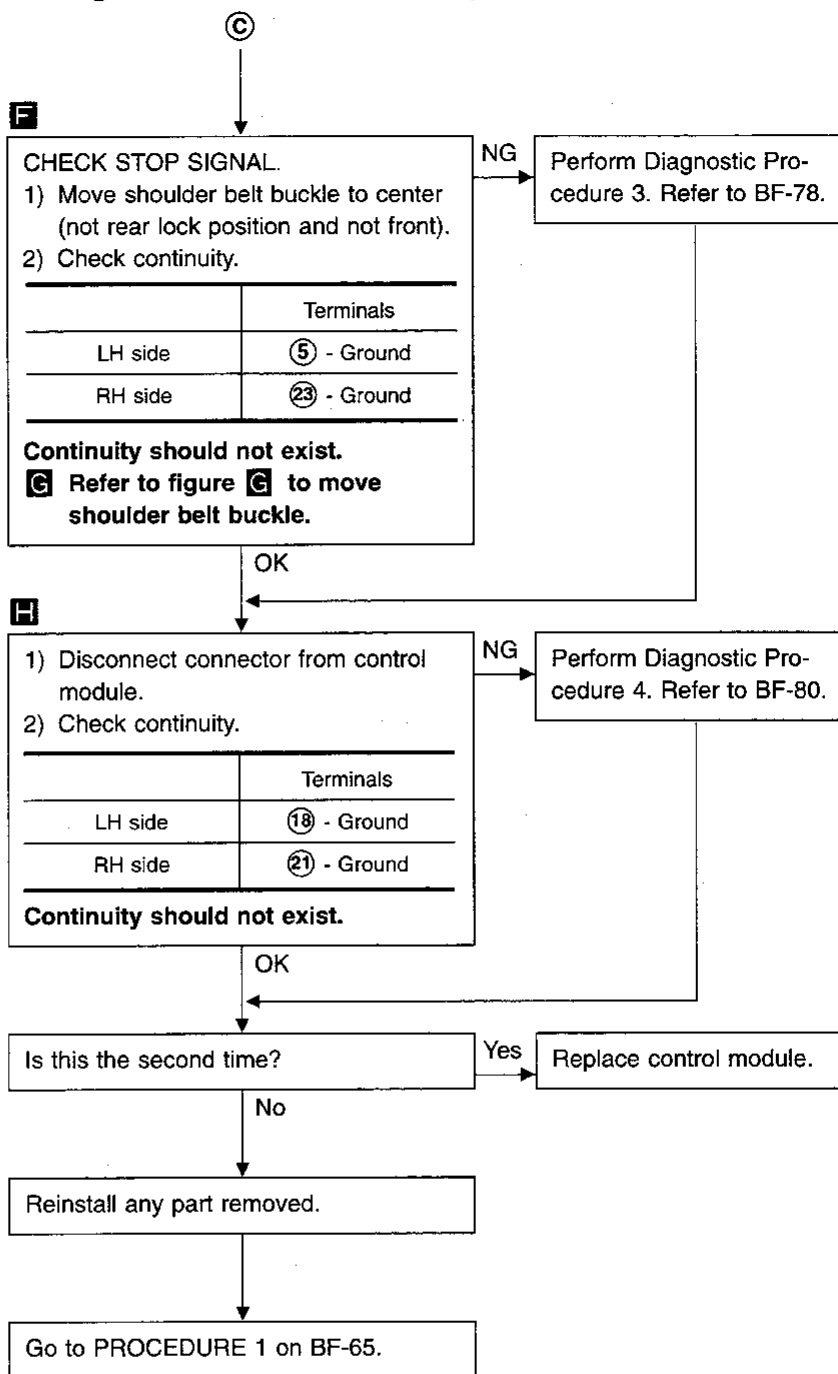 Ⓒ
F
CHECK STOP SIGNAL.
1) Move shoulder belt buckle to center
(not rear lock position and not front).
2) Check continuity.
Terminals
LH side ⑤ - Ground
RH side ㉓ - Ground
Continuity should not exist.
G Refer to figure G to move
shoulder belt buckle.
NG
Perform Diagnostic Pro-
cedure 3. Refer to BF-78.
OK
H
1) Disconnect connector from control
module.
2) Check continuity.
Terminals
LH side ⑱ - Ground
RH side ㉑ - Ground
Continuity should not exist.
NG
Perform Diagnostic Pro-
cedure 4. Refer to BF-80.
OK
Is this the second time?
Yes
Replace control module.
No
Reinstall any part removed.
Go to PROCEDURE 1 on BF-65.